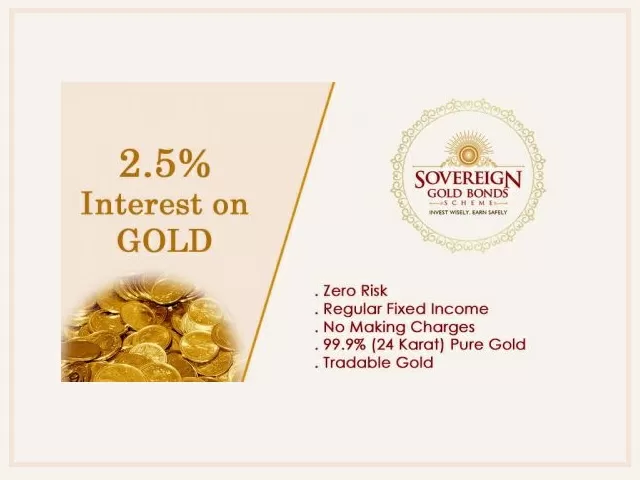 2.5%
Interest on
GOLD
SOVEREIGN
GOLD BONDS
SCHEME
INVEST WISELY. EARN SAFELY
. Zero Risk
. Regular Fixed Income
. No Making Charges
. 99.9% (24 Karat) Pure Gold
. Tradable Gold